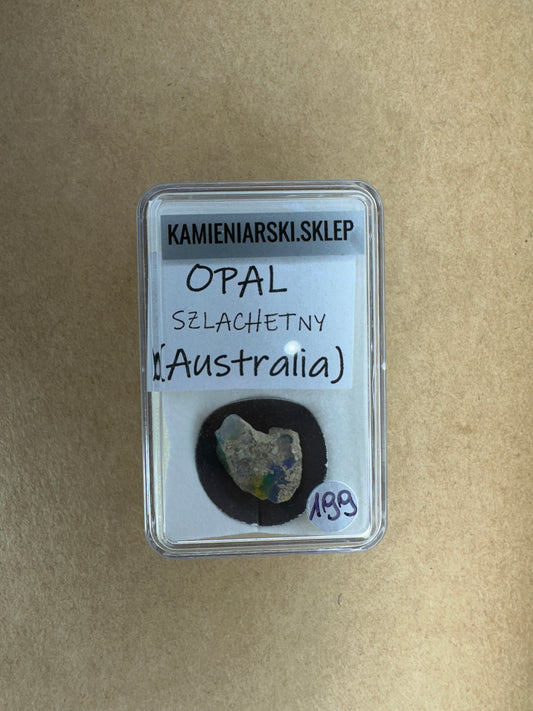 KAMIENIARSKI.SKLEP
OPAL
SZLACHETNY
(Australia)
199